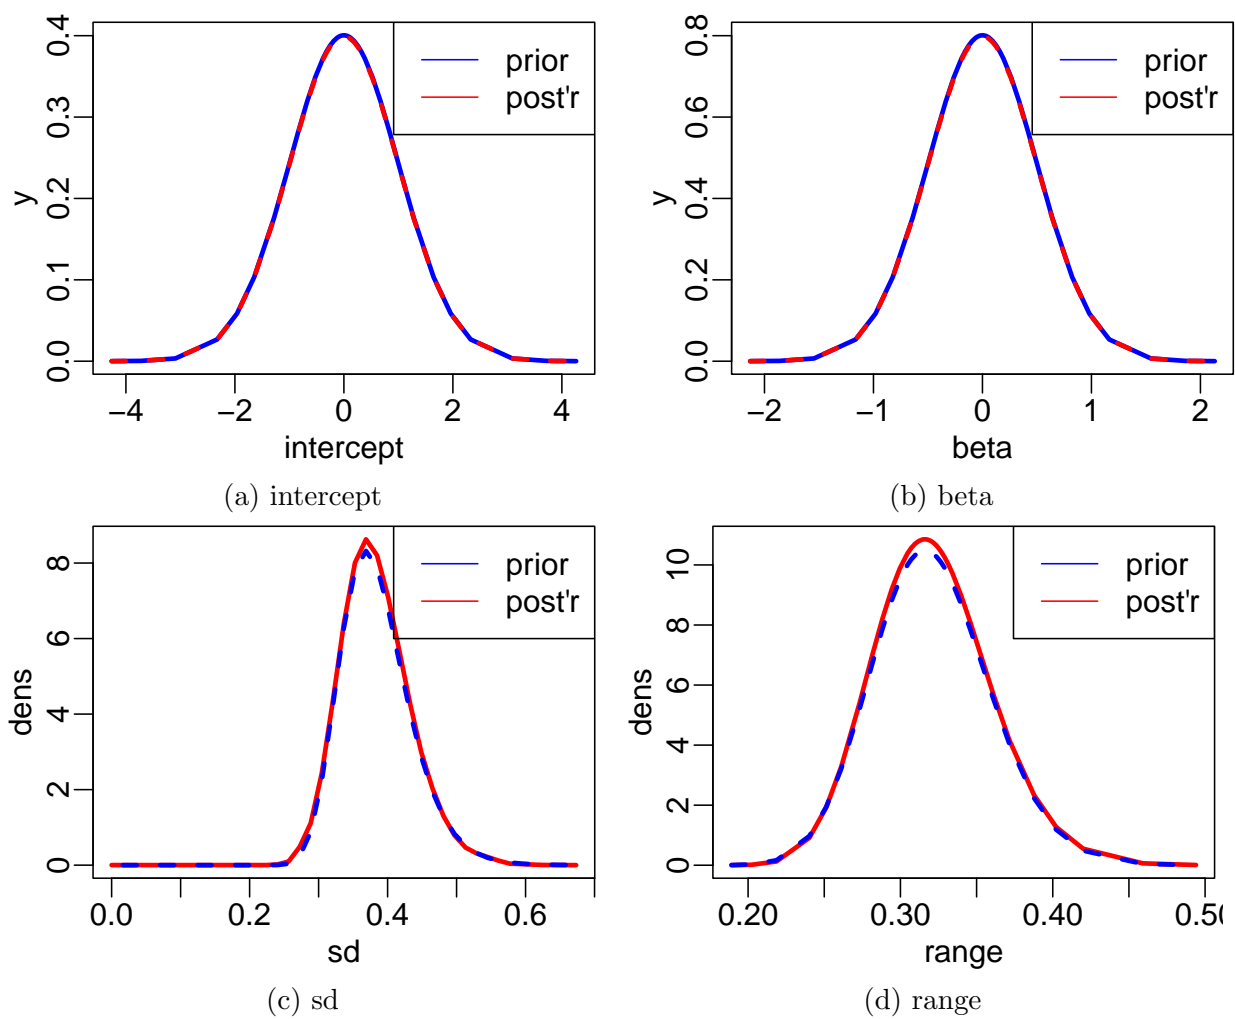 0.4
0.3
0.2
0.1
0.0
y
prior
post'r
−4 −2 0 2 4
intercept
(a) intercept
0.8
0.6
0.4
0.2
0.0
y
prior
post'r
−2 −1 0 1 2
beta
(b) beta
8
6
4
2
0
dens
prior
post'r
0.0 0.2 0.4 0.6
sd
(c) sd
10
8
6
4
2
0
dens
prior
post'r
0.20 0.30 0.40 0.50
range
(d) range